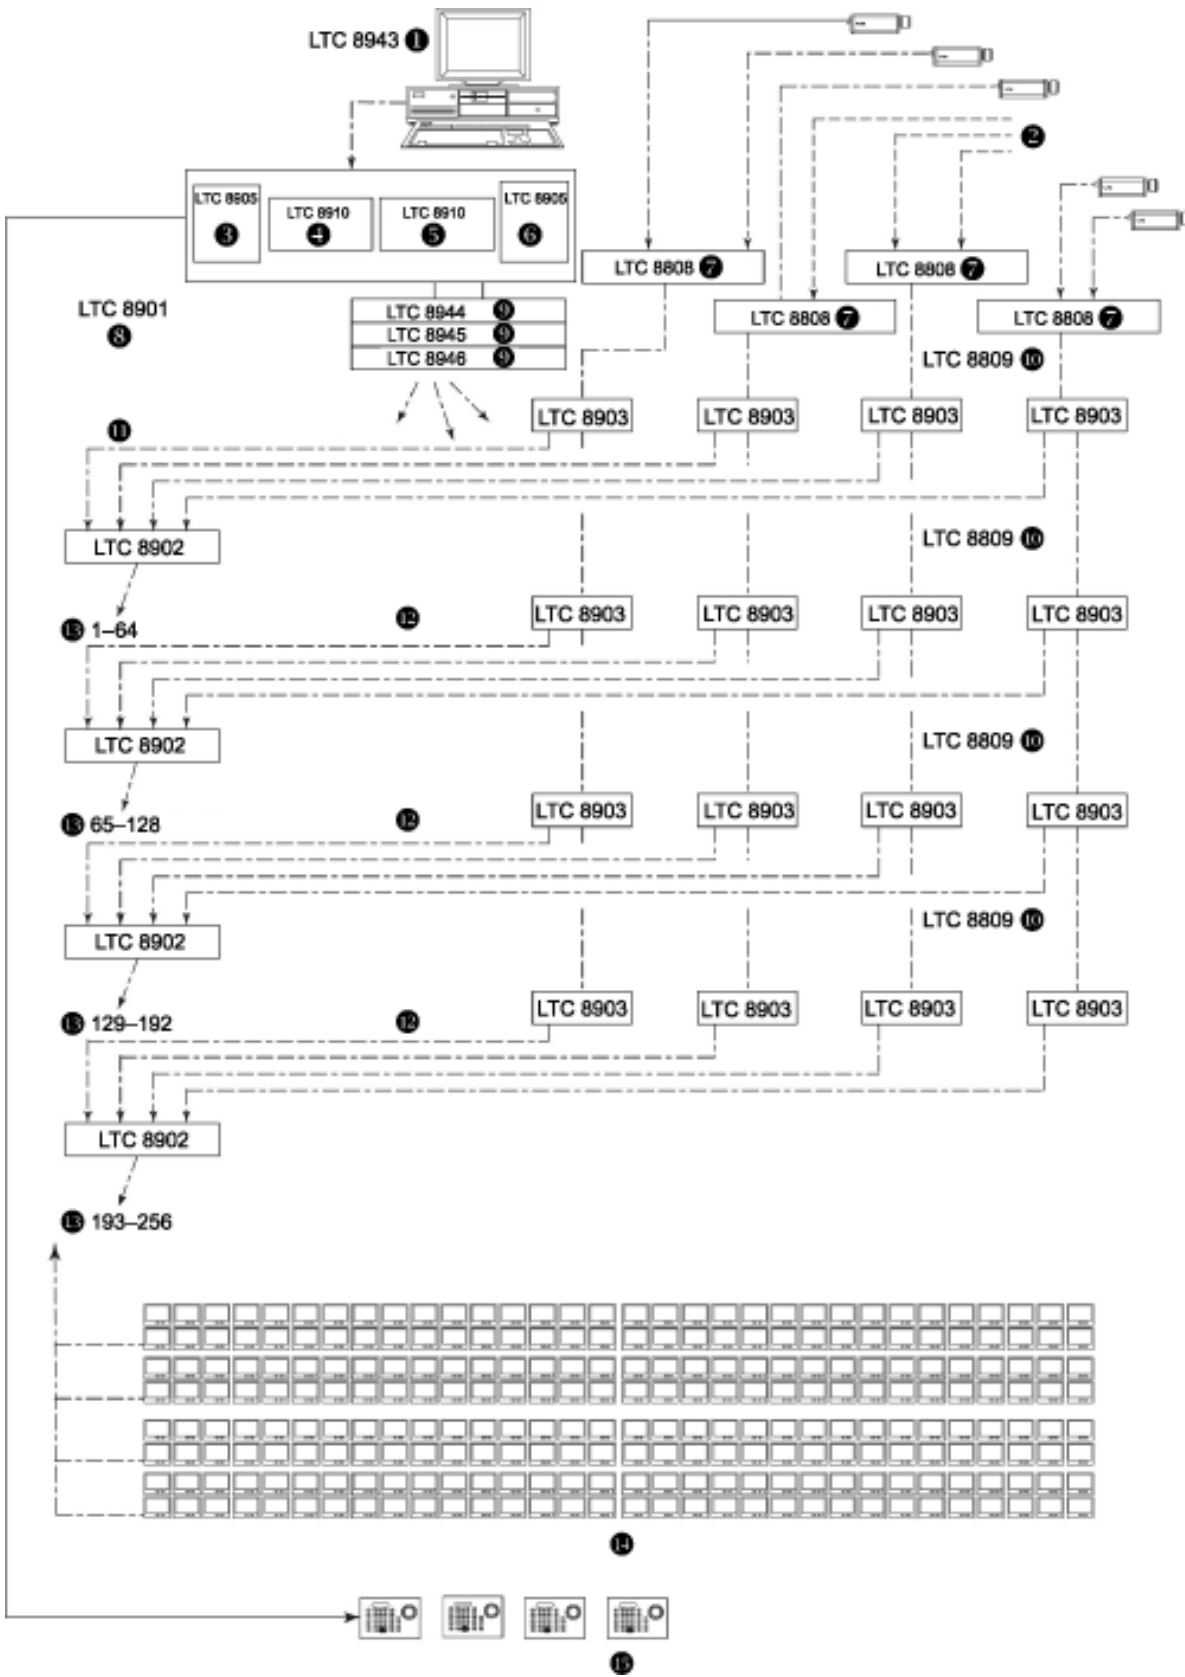 LTC 8943 ❶
❷
LTC 8905 LTC 8910 LTC 8910 LTC 8905
❸ ❹ ❺ ❻
LTC 8808 ❼ LTC 8808 ❼
LTC 8901 LTC 8944 ❾ LTC 8808 ❼ LTC 8808 ❼
❽ LTC 8945 ❾
LTC 8946 ❾ LTC 8809 ❿
LTC 8903 LTC 8903 LTC 8903 LTC 8903
⓫
LTC 8902 LTC 8809 ❿
⓭ 1–64 ⓬ LTC 8903 LTC 8903 LTC 8903 LTC 8903
LTC 8902 LTC 8809 ❿
⓭ 65–128 ⓬ LTC 8903 LTC 8903 LTC 8903 LTC 8903
LTC 8902 LTC 8809 ❿
⓭ 129–192 ⓬ LTC 8903 LTC 8903 LTC 8903 LTC 8903
LTC 8902
⓭ 193–256
⓮
⓯